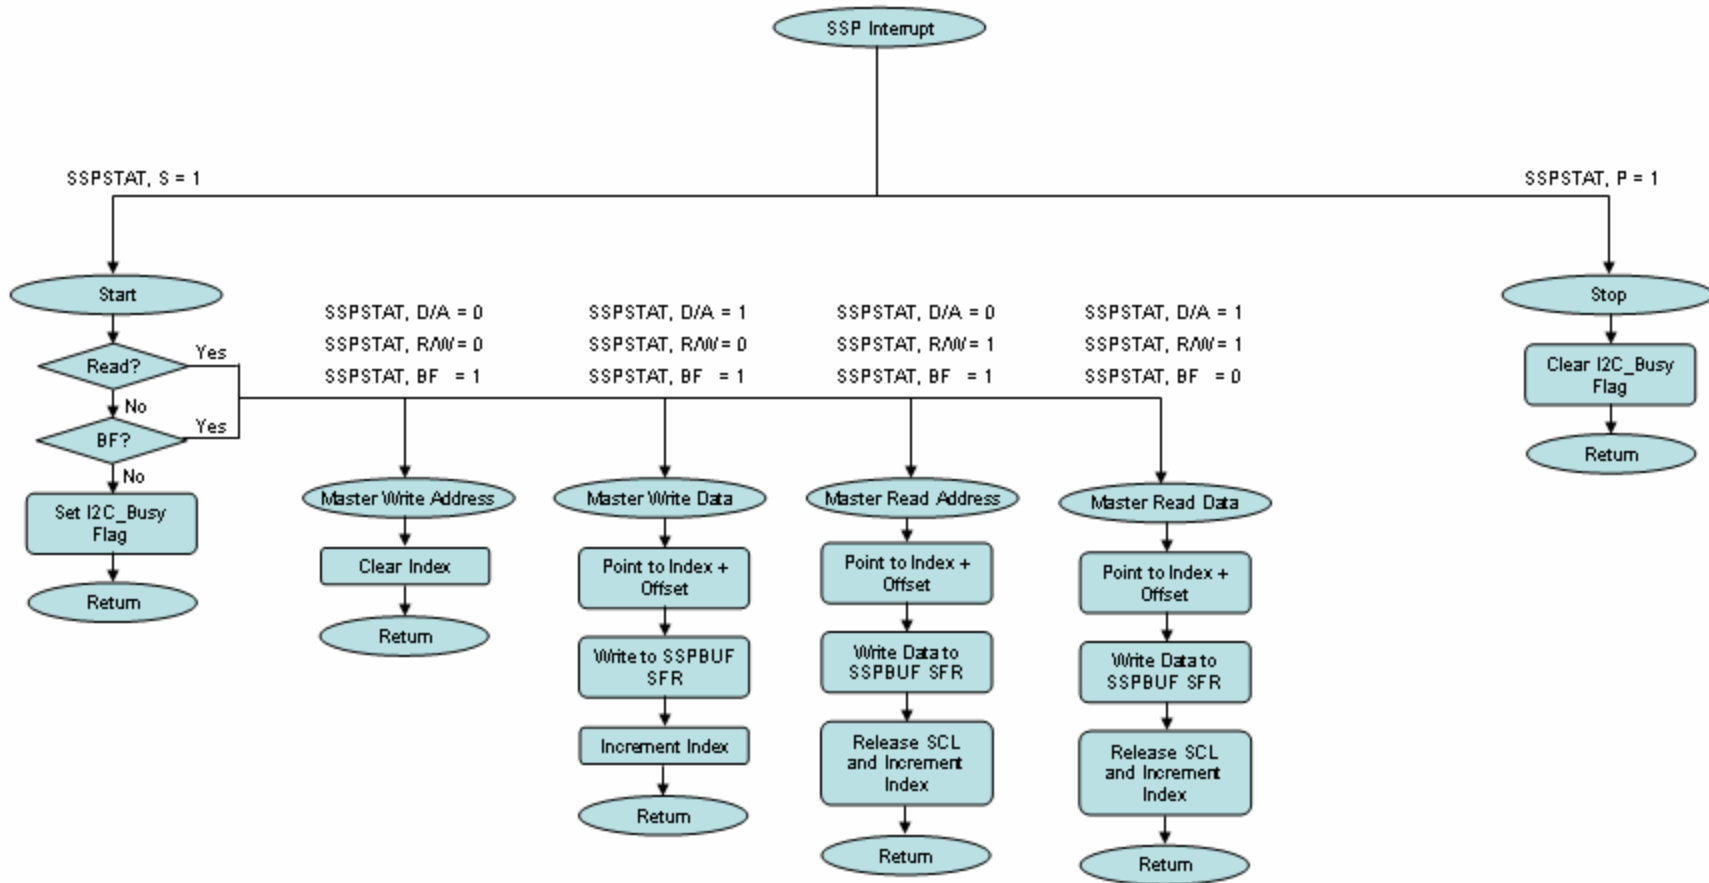 SSP Interrupt
SSPSTAT, S = 1
SSPSTAT, P = 1
Start
Stop
SSPSTAT, D/A = 0
SSPSTAT, R/W = 0
SSPSTAT, BF = 1
SSPSTAT, D/A = 1
SSPSTAT, R/W = 0
SSPSTAT, BF = 1
SSPSTAT, D/A = 0
SSPSTAT, R/W = 1
SSPSTAT, BF = 1
SSPSTAT, D/A = 1
SSPSTAT, R/W = 1
SSPSTAT, BF = 0
Read?
Yes
No
BF?
Yes
No
Set I2C_Busy
Flag
Return
Master Write Address
Clear Index
Return
Master Write Data
Point to Index +
Offset
Write to SSPBUF
SFR
Increment Index
Return
Master Read Address
Point to Index +
Offset
Write Data to
SSPBUF SFR
Release SCL
and Increment
Index
Return
Master Read Data
Point to Index +
Offset
Write Data to
SSPBUF SFR
Release SCL
and Increment
Index
Return
Clear I2C_Busy
Flag
Return